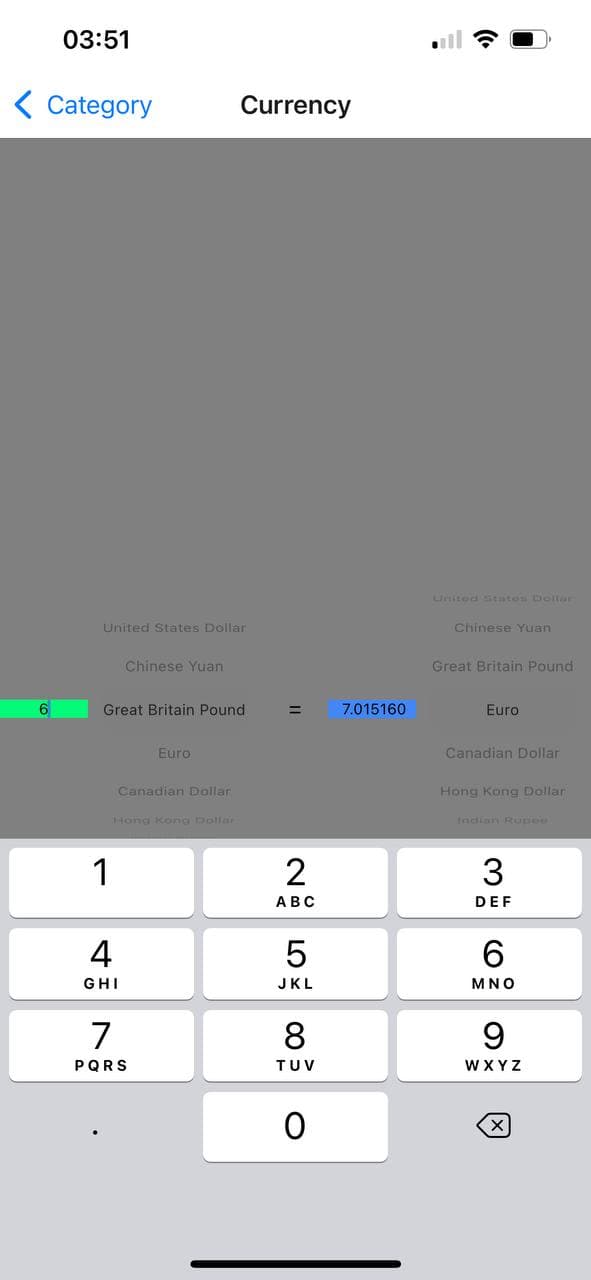 03:51
Category
Currency
United States Dollar
United States Dollar
Chinese Yuan
Chinese Yuan
Great Britain Pound
6 Great Britain Pound = 7.015160 Euro
Euro
Canadian Dollar
Canadian Dollar
Hong Kong Dollar
Hong Kong Dollar
Indian Rupee
1
2
ABC
3
DEF
4
GHI
5
JKL
6
MNO
7
PQRS
8
TUV
9
WXYZ
.
0